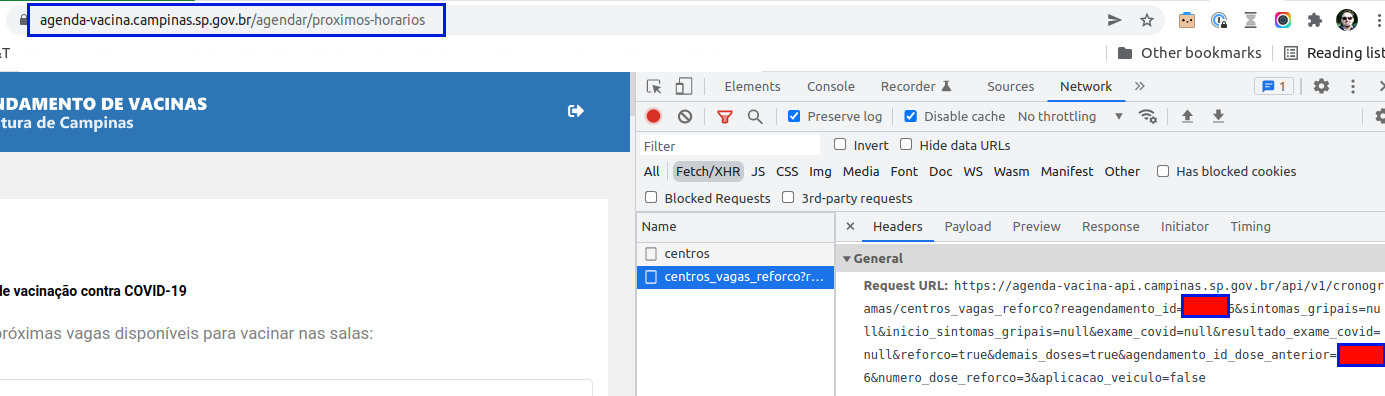 agenda-vacina.campinas.sp.gov.br/agendar/proximos-horarios
&T
Other bookmarks
Reading list
NDAMENTO DE VACINAS
tura de Campinas
Elements Console Recorder Sources Network 1
Preserve log Disable cache No throttling
Filter
Invert Hide data URLs
All Fetch/XHR JS CSS Img Media Font Doc WS Wasm Manifest Other Has blocked cookies
Blocked Requests 3rd-party requests
Name
Headers Payload Preview Response Initiator Timing
centros
centros_vagas_reforco?r...
General
Request URL: https://agenda-vacina-api.campinas.sp.gov.br/api/v1/cronogr
amas/centros_vagas_reforco?reagendamento_id= 6&sintomas_gripais=nu
ll&inicio_sintomas_gripais=null&exame_covid=null&resultado_exame_covid=
null&reforco=true&demais_doses=true&agendamento_id_dose_anterior=
6&numero_dose_reforco=3&aplicacao_veiculo=false
de vacinação contra COVID-19
próximas vagas disponíveis para vacinar nas salas: